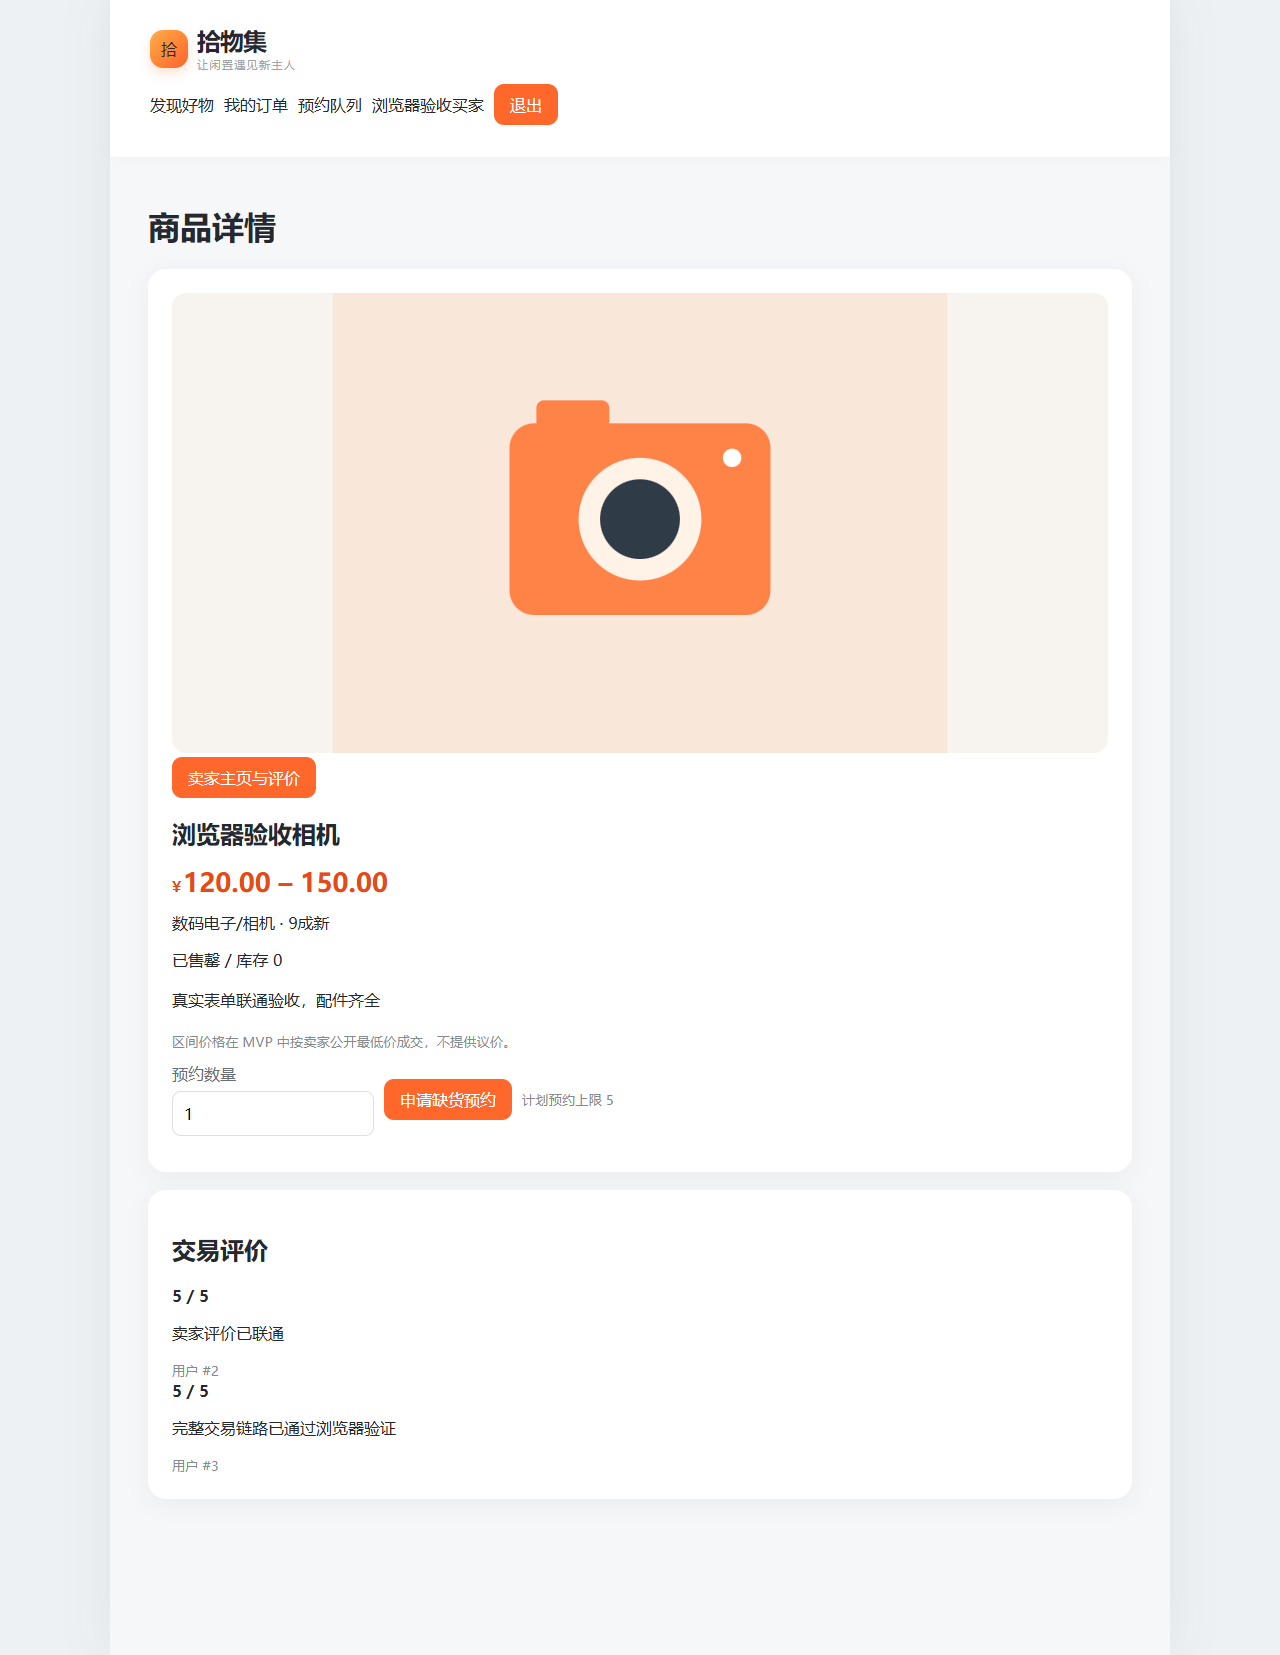 拾
拾物集
让闲置遇见新主人
发现好物 我的订单 预约队列 浏览器验收买家 退出
商品详情
卖家主页与评价
浏览器验收相机
¥120.00 – 150.00
数码电子/相机 · 9成新
已售罄 / 库存 0
真实表单联通验收，配件齐全
区间价格在 MVP 中按卖家公开最低价成交，不提供议价。
预约数量
1
申请缺货预约 计划预约上限 5
交易评价
5 / 5
卖家评价已联通
用户 #2
5 / 5
完整交易链路已通过浏览器验证
用户 #3